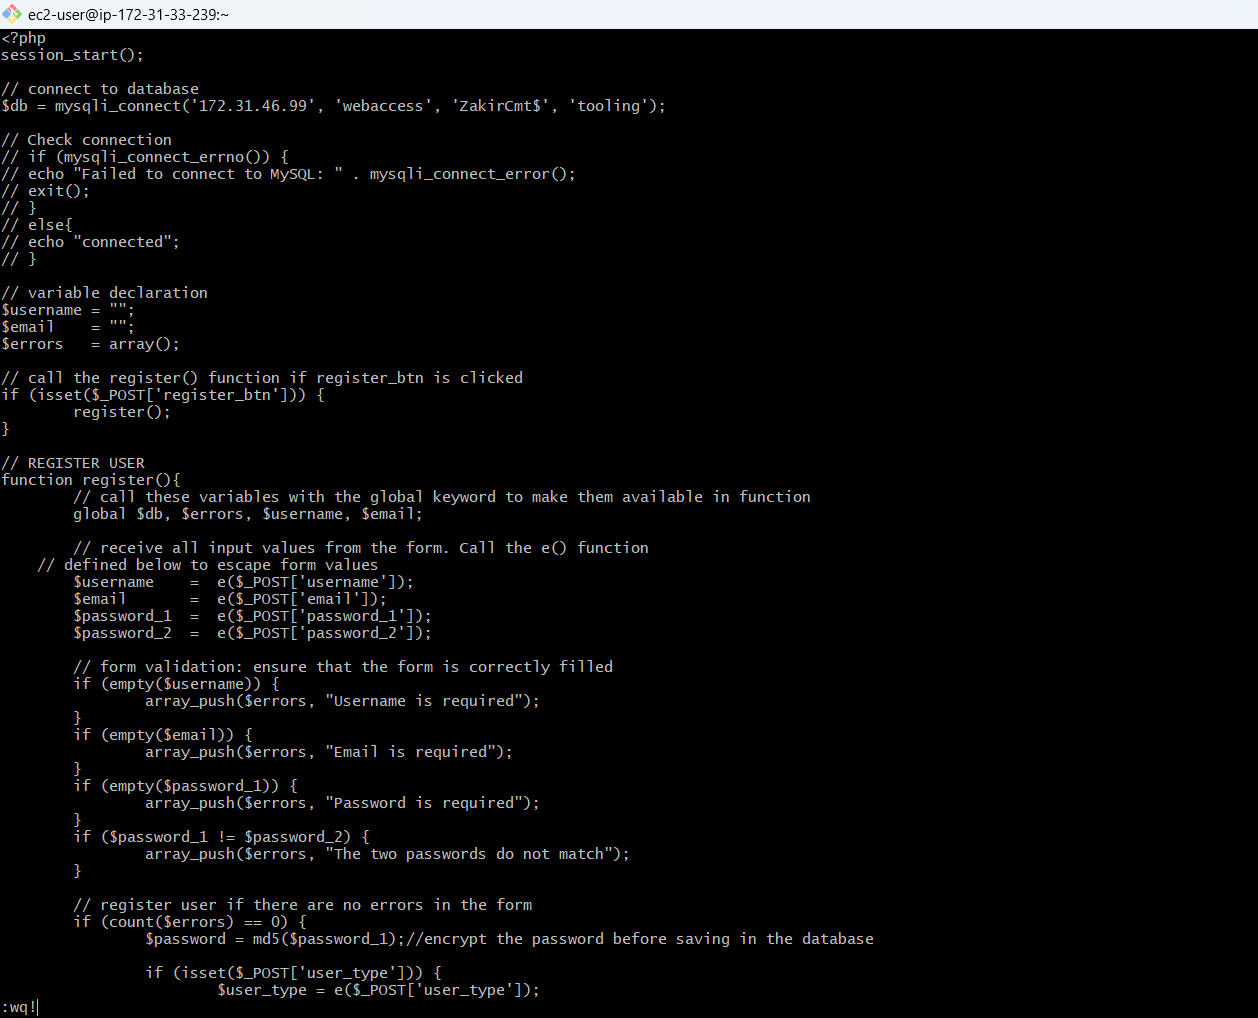 ec2-user@ip-172-31-33-239:~
<?php
session_start();

// connect to database
$db = mysqli_connect('172.31.46.99', 'webaccess', 'ZakirCmt$', 'tooling');

// Check connection
// if (mysqli_connect_errno()) {
// echo "Failed to connect to MySQL: " . mysqli_connect_error();
// exit();
// }
// else{
// echo "connected";
// }

// variable declaration
$username = "";
$email    = "";
$errors   = array();

// call the register() function if register_btn is clicked
if (isset($_POST['register_btn'])) {
        register();
}

// REGISTER USER
function register(){
        // call these variables with the global keyword to make them available in function
        global $db, $errors, $username, $email;

        // receive all input values from the form. Call the e() function
    // defined below to escape form values
        $username    =  e($_POST['username']);
        $email       =  e($_POST['email']);
        $password_1  =  e($_POST['password_1']);
        $password_2  =  e($_POST['password_2']);

        // form validation: ensure that the form is correctly filled
        if (empty($username)) {
                array_push($errors, "Username is required");
        }
        if (empty($email)) {
                array_push($errors, "Email is required");
        }
        if (empty($password_1)) {
                array_push($errors, "Password is required");
        }
        if ($password_1 != $password_2) {
                array_push($errors, "The two passwords do not match");
        }

        // register user if there are no errors in the form
        if (count($errors) == 0) {
                $password = md5($password_1);//encrypt the password before saving in the database

                if (isset($_POST['user_type'])) {
                        $user_type = e($_POST['user_type']);
:wq!